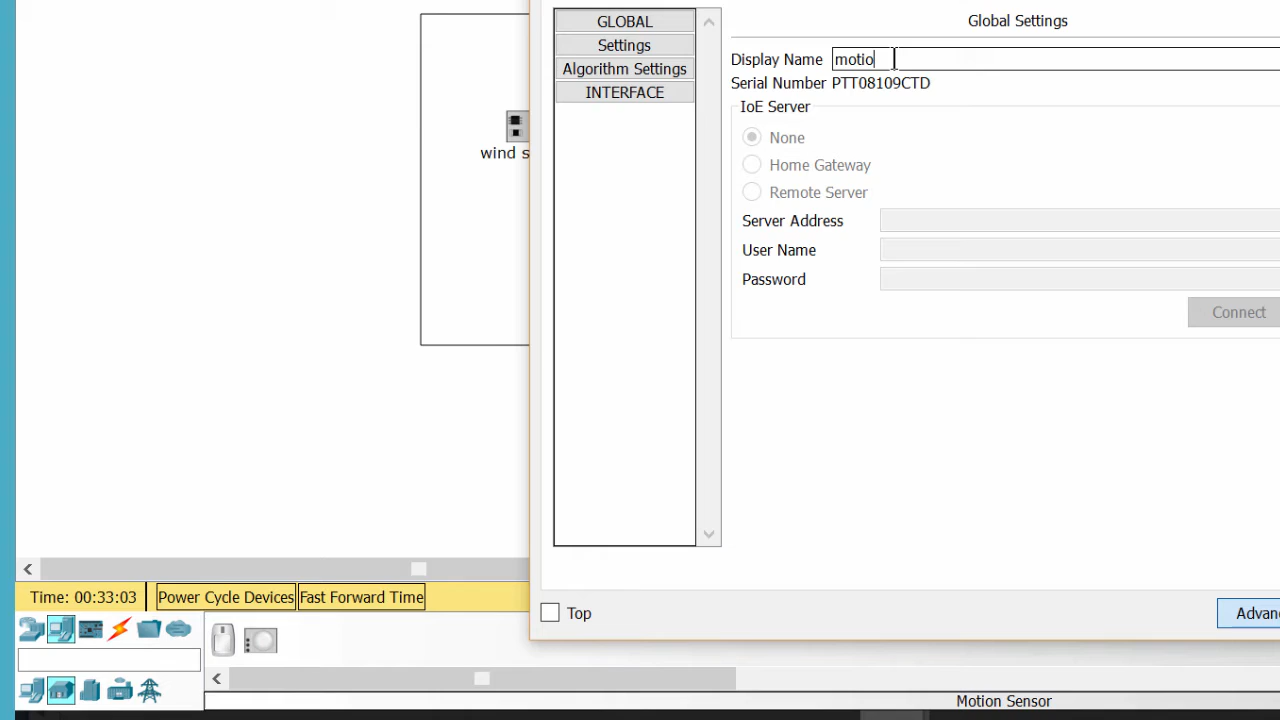 GLOBAL
Settings
Algorithm Settings
INTERFACE
Global Settings
Display Name motio
Serial Number PTT08109CTD
IoE Server
None
Home Gateway
Remote Server
Server Address
User Name
Password
Connect
wind s
Time: 00:33:03 Power Cycle Devices Fast Forward Time
Top
Advan
Motion Sensor